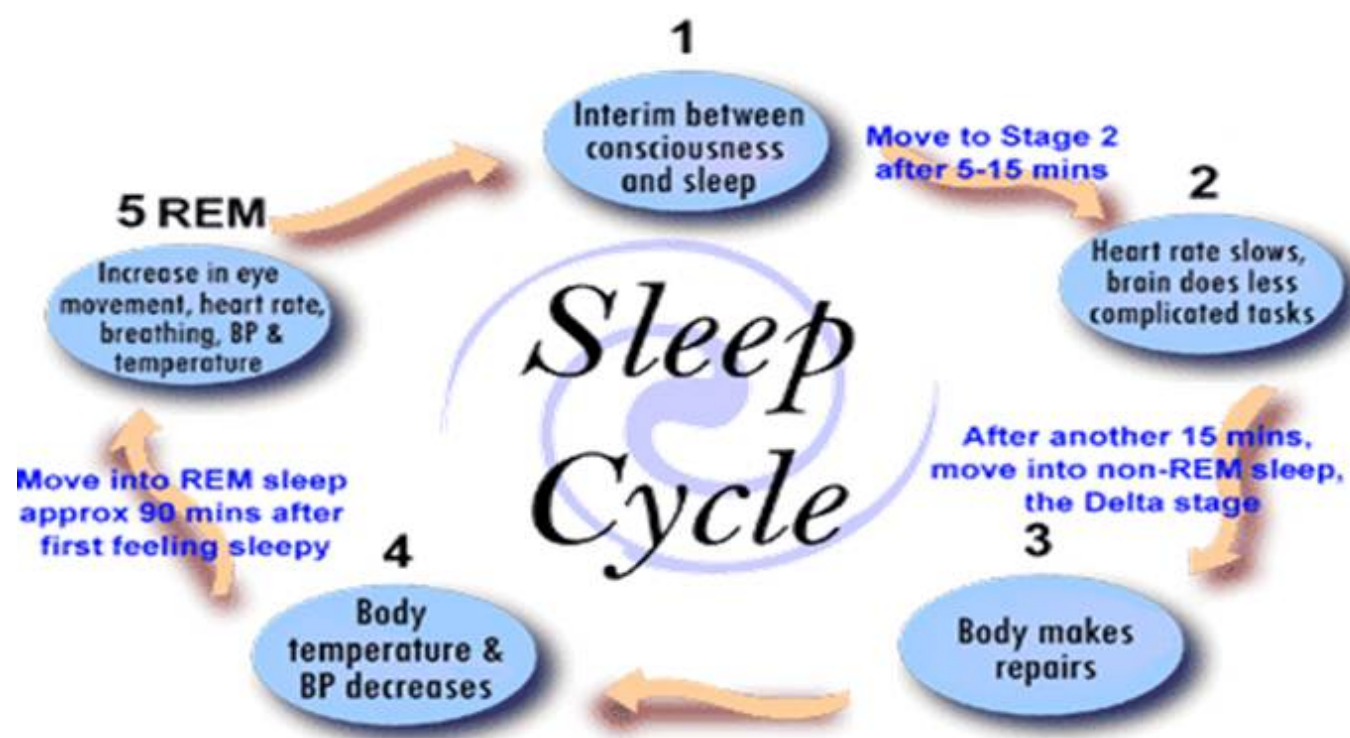 1
Interim between
consciousness
and sleep
Move to Stage 2
after 5-15 mins
2
Heart rate slows,
brain does less
complicated tasks
After another 15 mins,
move into non-REM sleep,
the Delta stage
3
Body makes
repairs
4
Body
temperature &
BP decreases
Move into REM sleep
approx 90 mins after
first feeling sleepy
5 REM
Increase in eye
movement, heart rate,
breathing, BP &
temperature
Sleep
Cycle